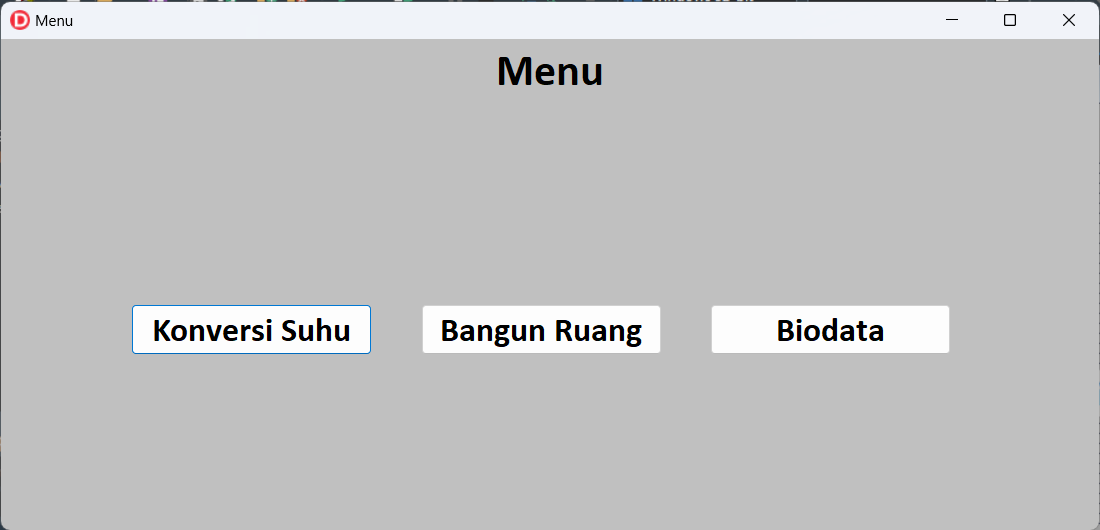 Menu
Menu
Konversi Suhu
Bangun Ruang
Biodata